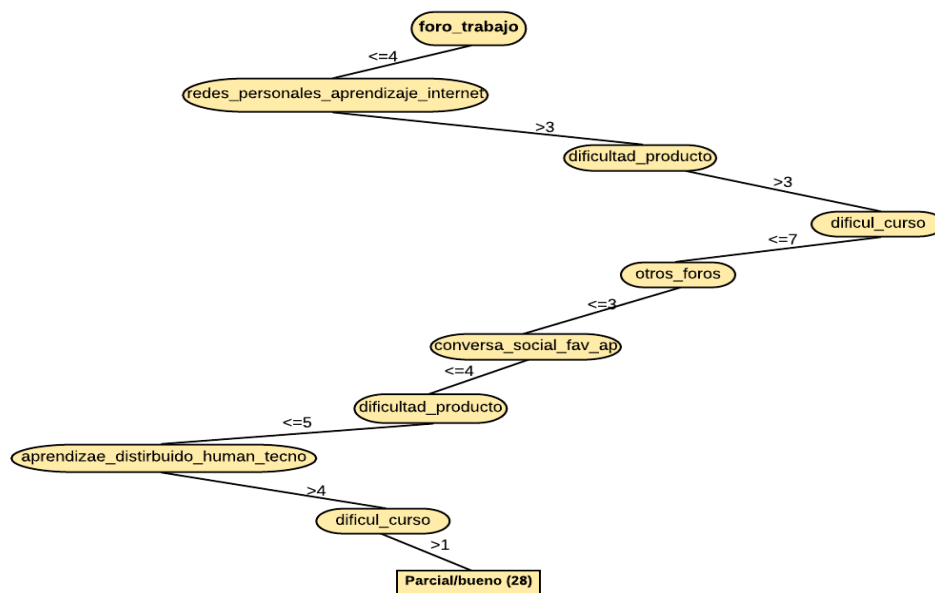 foro_trabajo
<=4
redes_personales_aprendizaje_internet
>3
dificultad_producto
>3
dificul_curso
<=7
otros_foros
<=3
conversa_social_fav_ap
<=4
dificultad_producto
<=5
aprendizae_distirbuido_human_tecno
>4
dificul_curso
>1
Parcial/bueno (28)